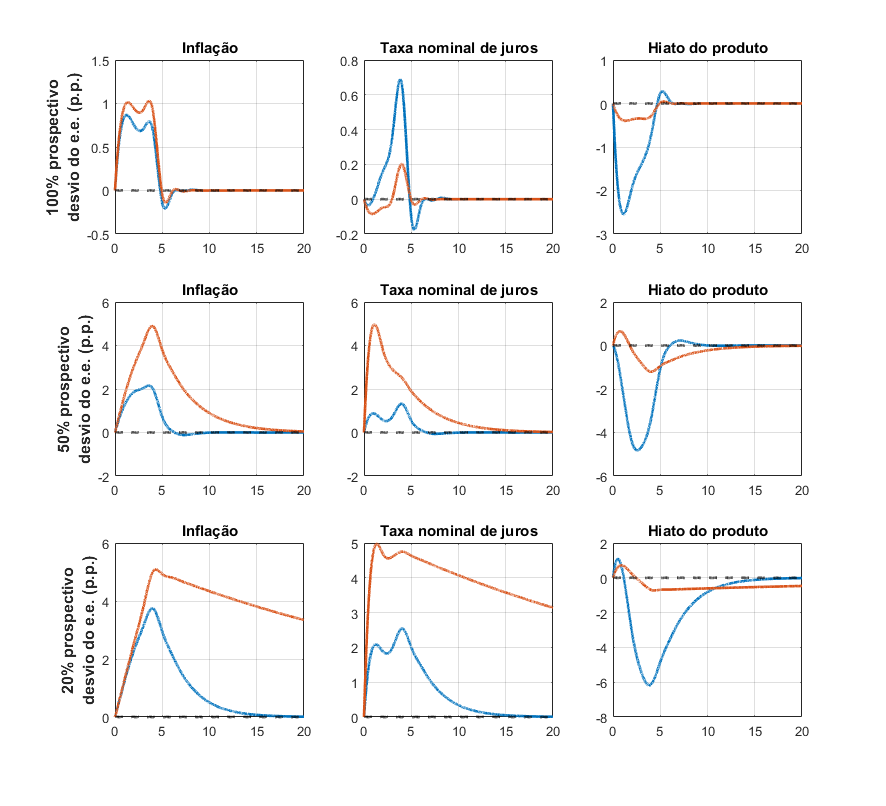 Inflação
Taxa nominal de juros
Hiato do produto
100% prospectivo
desvio do e.e. (p.p.)
1.5
1
0.5
0
-0.5
0 5 10 15 20
0.8
0.6
0.4
0.2
0
-0.2
0 5 10 15 20
1
0
-1
-2
-3
0 5 10 15 20
Inflação
Taxa nominal de juros
Hiato do produto
50% prospectivo
desvio do e.e. (p.p.)
6
4
2
0
-2
0 5 10 15 20
6
4
2
0
-2
0 5 10 15 20
2
0
-2
-4
-6
0 5 10 15 20
Inflação
Taxa nominal de juros
Hiato do produto
20% prospectivo
desvio do e.e. (p.p.)
6
4
2
0
0 5 10 15 20
5
4
3
2
1
0
0 5 10 15 20
2
0
-2
-4
-6
-8
0 5 10 15 20